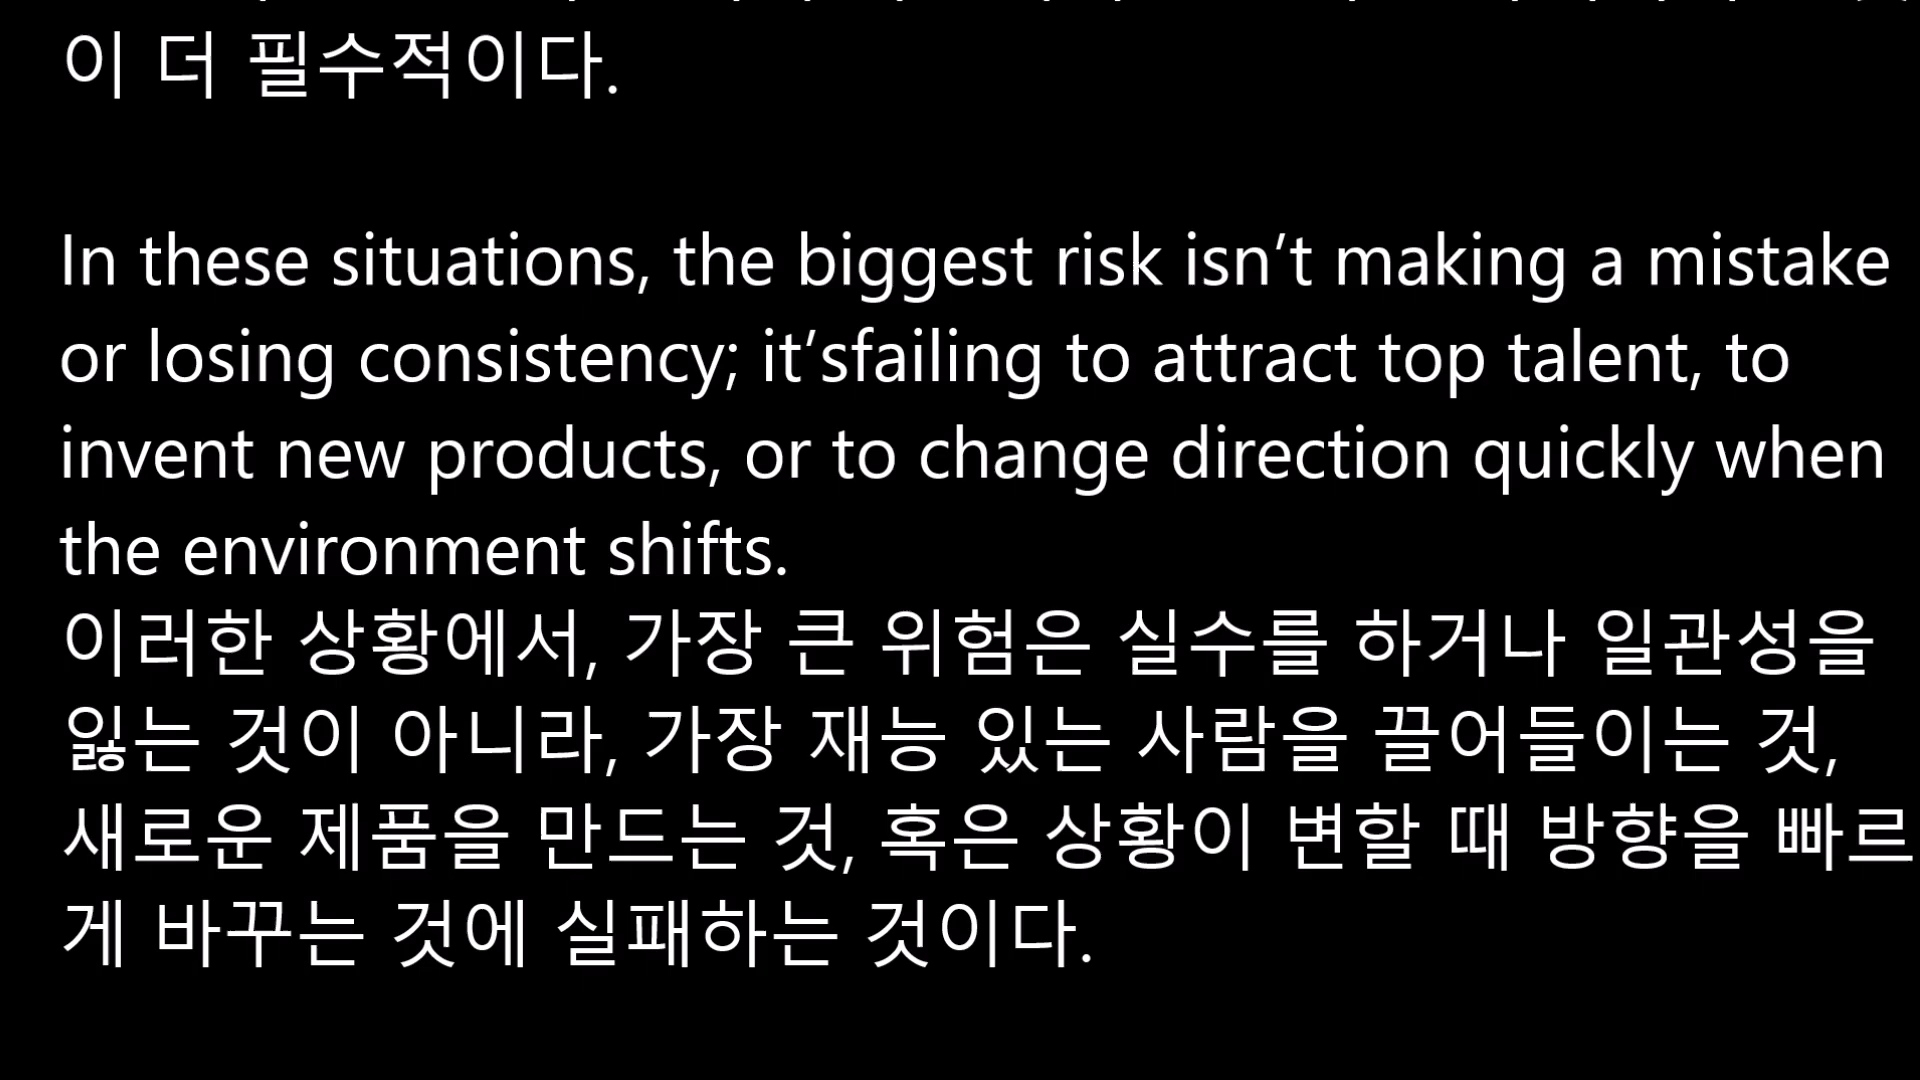 이 더 필수적이다.
In these situations, the biggest risk isn’t making a mistake
or losing consistency; it’sfailing to attract top talent, to
invent new products, or to change direction quickly when
the environment shifts.
이러한 상황에서, 가장 큰 위험은 실수를 하거나 일관성을
잃는 것이 아니라, 가장 재능 있는 사람을 끌어들이는 것,
새로운 제품을 만드는 것, 혹은 상황이 변할 때 방향을 빠르
게 바꾸는 것에 실패하는 것이다.